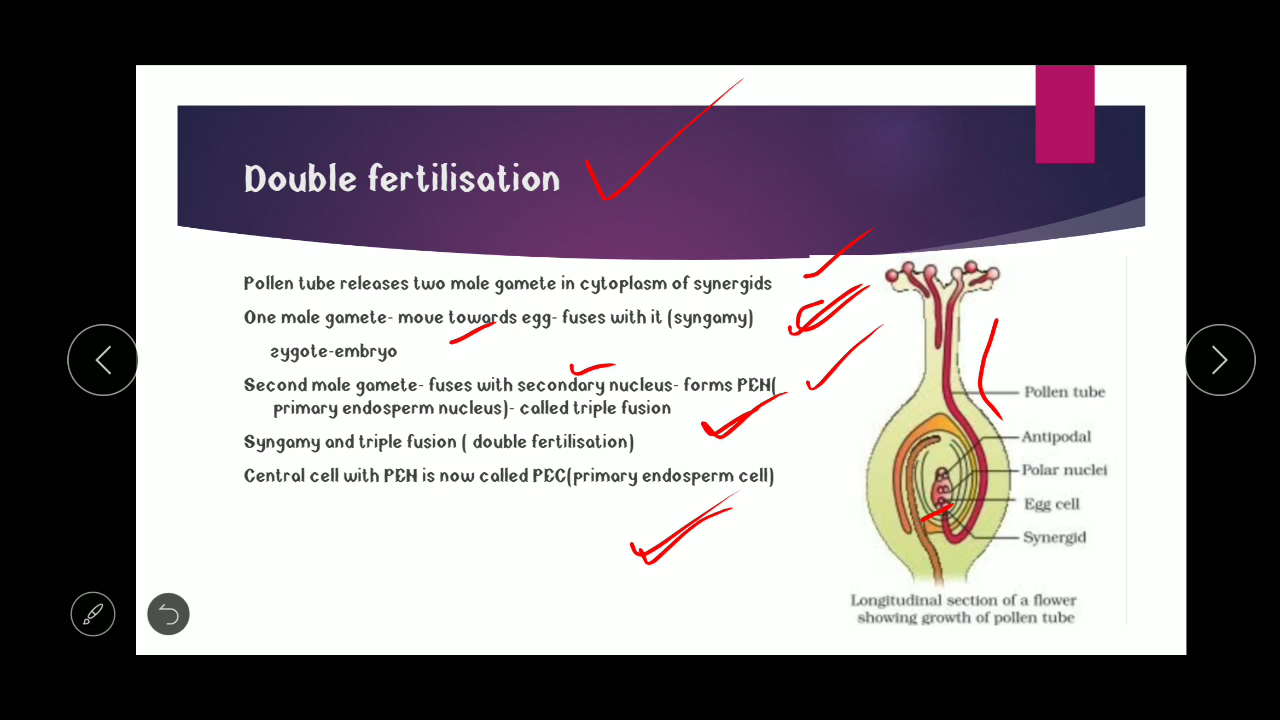 Double fertilisation
Pollen tube releases two male gamete in cytoplasm of synergids
One male gamete- move towards egg- fuses with it (syngamy)
zygote-embryo
Second male gamete- fuses with secondary nucleus- forms PEN(
primary endosperm nucleus)- called triple fusion
Syngamy and triple fusion ( double fertilisation)
Central cell with PEN is now called PEC(primary endosperm cell)
Pollen tube
Antipodal
Polar nuclei
Egg cell
Synergid
Longitudinal section of a flower
showing growth of pollen tube